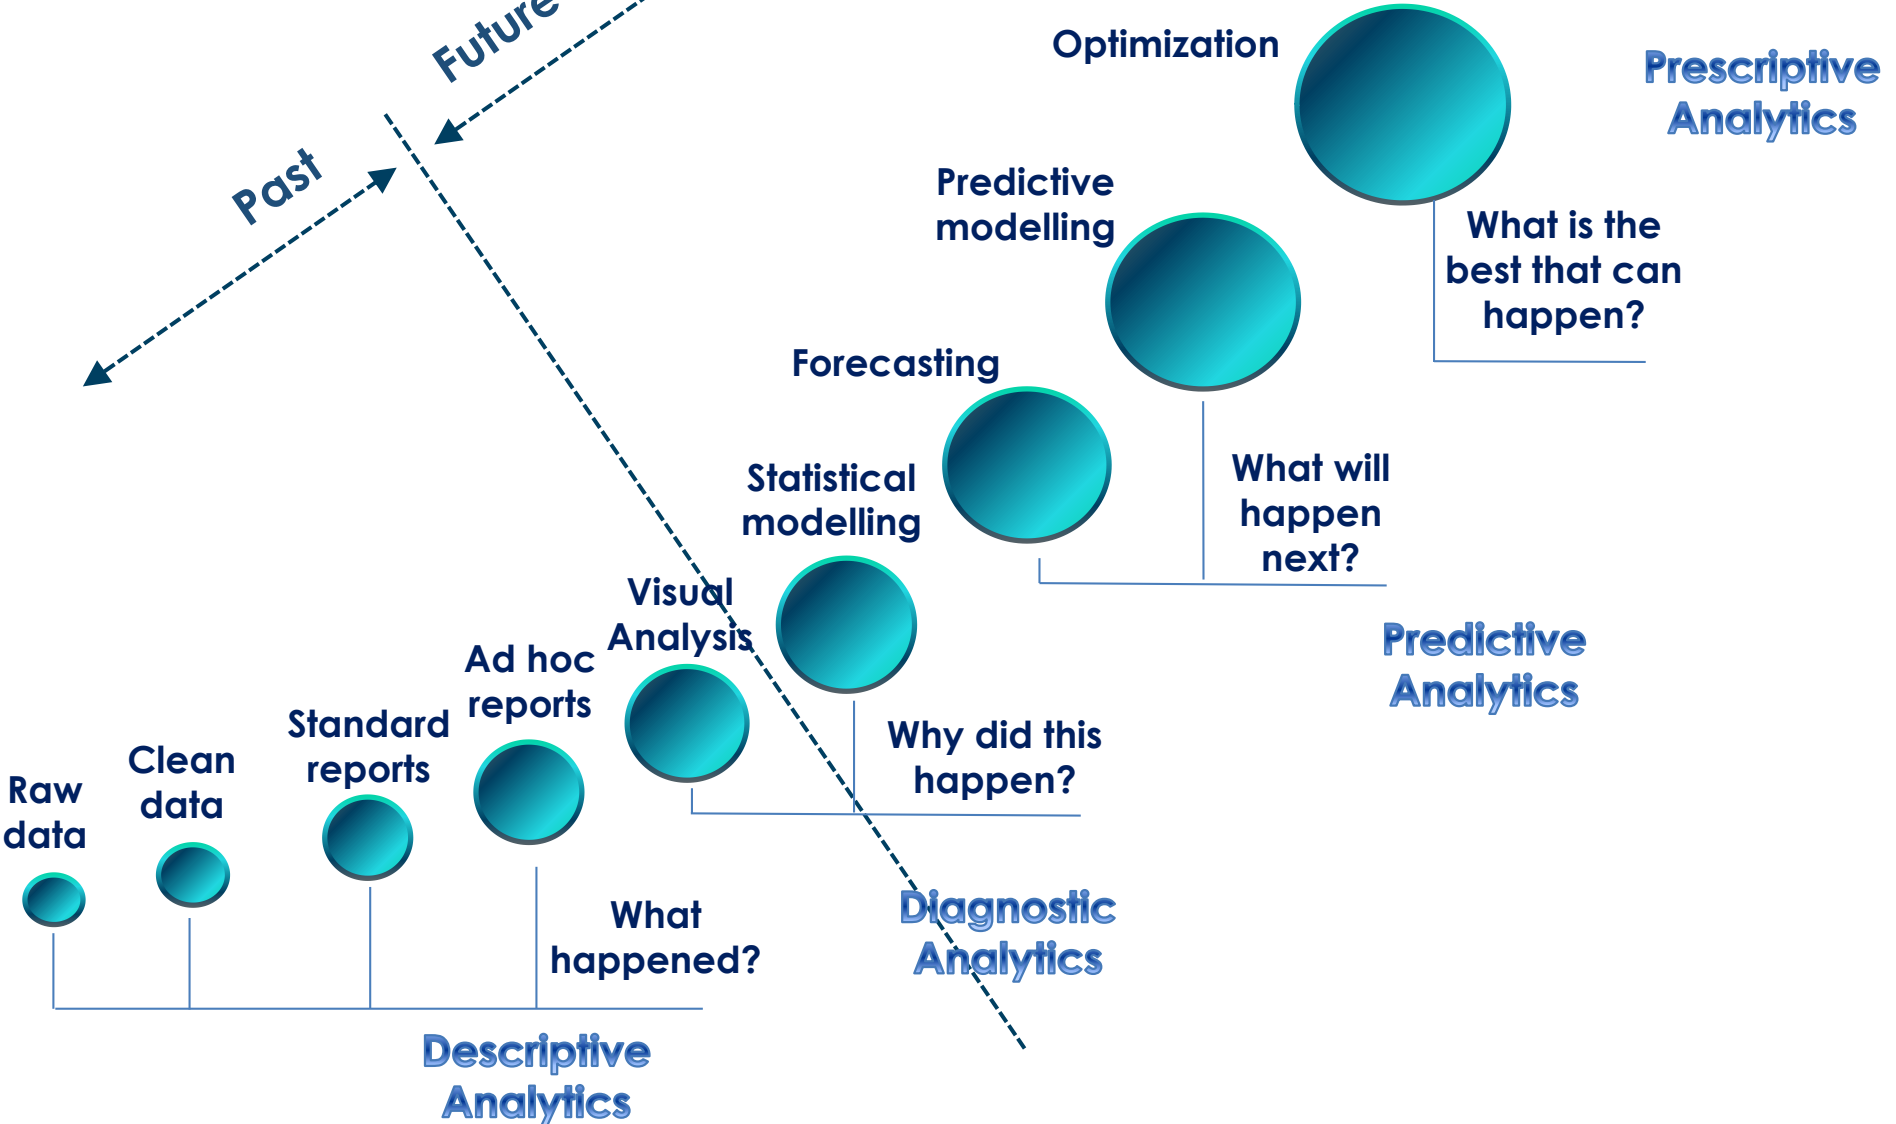 Future
Past
Optimization
Prescriptive
Analytics
Predictive
modelling
What is the
best that can
happen?
Forecasting
Statistical
modelling
What will
happen
next?
Visual
Analysis
Predictive
Analytics
Ad hoc
reports
Standard
reports
Why did this
happen?
Clean
data
Raw
data
What
happened?
Diagnostic
Analytics
Descriptive
Analytics